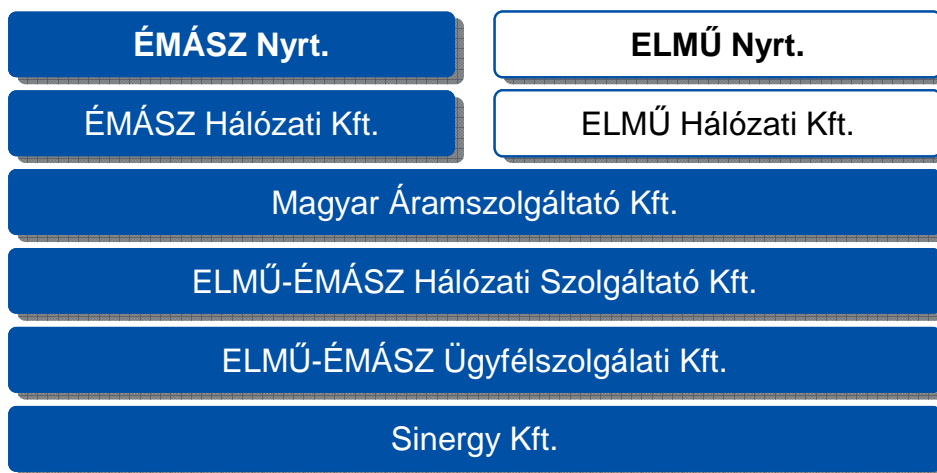 ÉMÁSZ Nyrt.
ELMŰ Nyrt.
ÉMÁSZ Hálózati Kft.
ELMŰ Hálózati Kft.
Magyar Áramszolgáltató Kft.
ELMŰ-ÉMÁSZ Hálózati Szolgáltató Kft.
ELMŰ-ÉMÁSZ Ügyfélszolgálati Kft.
Sinergy Kft.